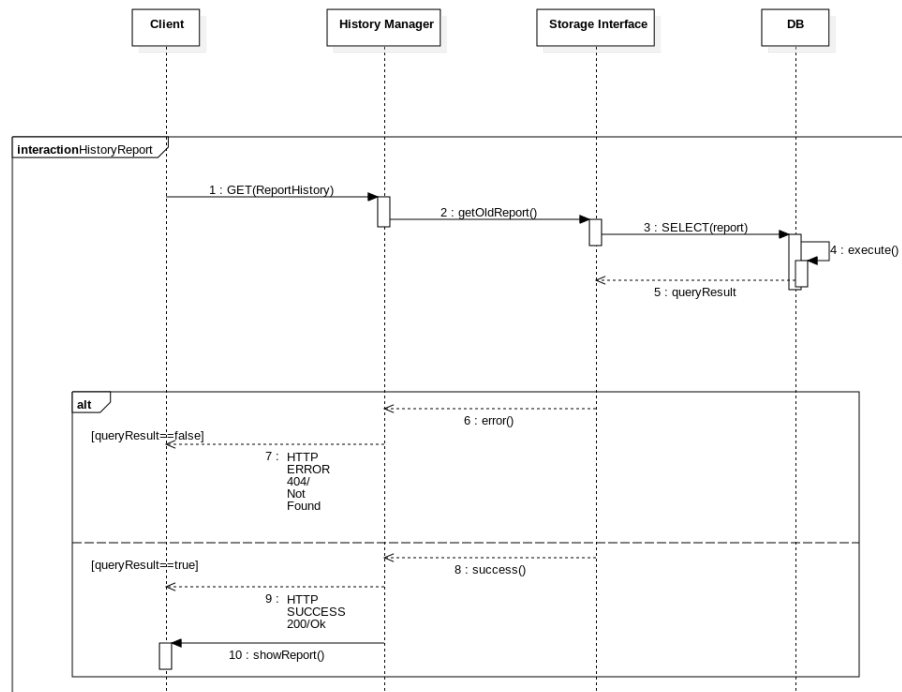 Client
History Manager
Storage Interface
DB
interactionHistoryReport
1 : GET(ReportHistory)
2 : getOldReport()
3 : SELECT(report)
4 : execute()
5 : queryResult
alt
6 : error()
[queryResult==false]
7 : HTTP
ERROR
404/
Not
Found
8 : success()
[queryResult==true]
9 : HTTP
SUCCESS
200/Ok
10 : showReport()